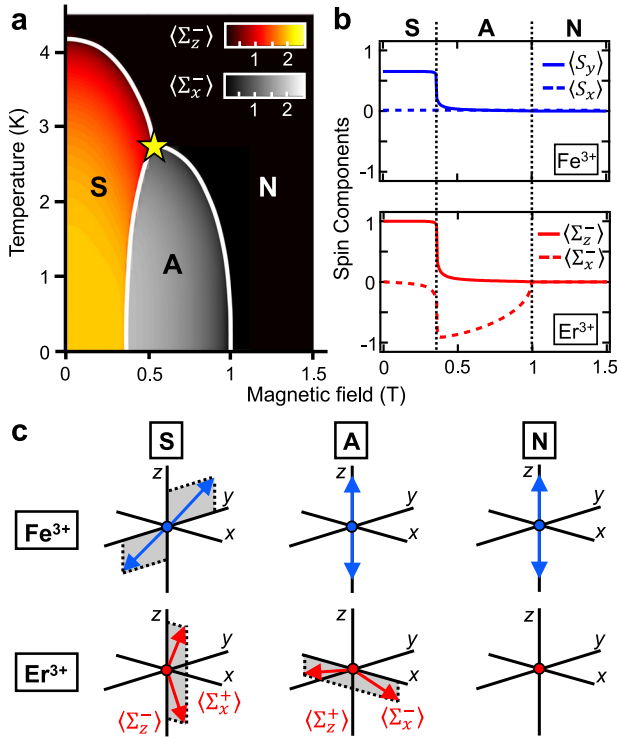 a
⟨Σz−⟩
1 2
⟨Σx−⟩
1 2
Temperature (K)
4
3
2
1
0
S
A
N
0 0.5 1 1.5
Magnetic field (T)
b
S A N
Spin Components
1
0
-1
⟨Sy⟩
⟨Sx⟩
Fe3+
1
0
-1
⟨Σz−⟩
⟨Σx−⟩
Er3+
0 0.5 1.0 1.5
c
S A N
Fe3+
z y x
z y x
z y x
Er3+
z y x
⟨Σz−⟩ ⟨Σx+⟩
z y x
⟨Σz+⟩ ⟨Σx−⟩
z y x